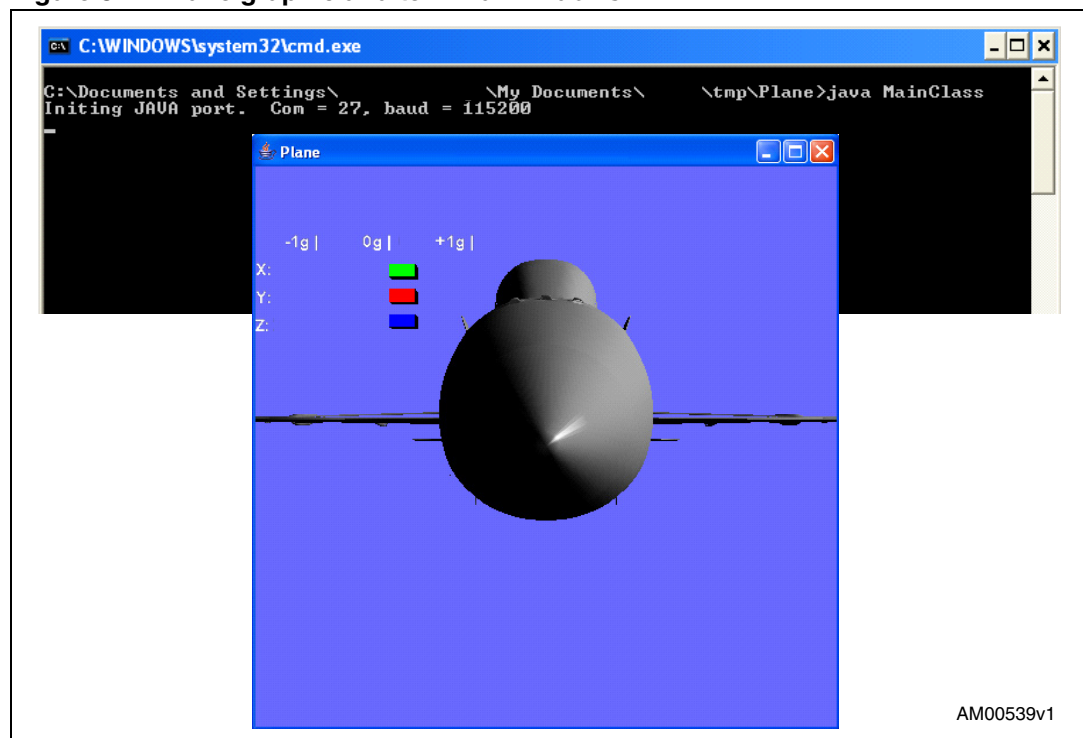 C:\WINDOWS\system32\cmd.exe
C:\Documents and Settings\ \My Documents\ \tmp\Plane>java MainClass
Initing JAVA port. Com = 27, baud = 115200
Plane
-1g| 0g| +1g|
X:
Y:
Z:
AM00539v1